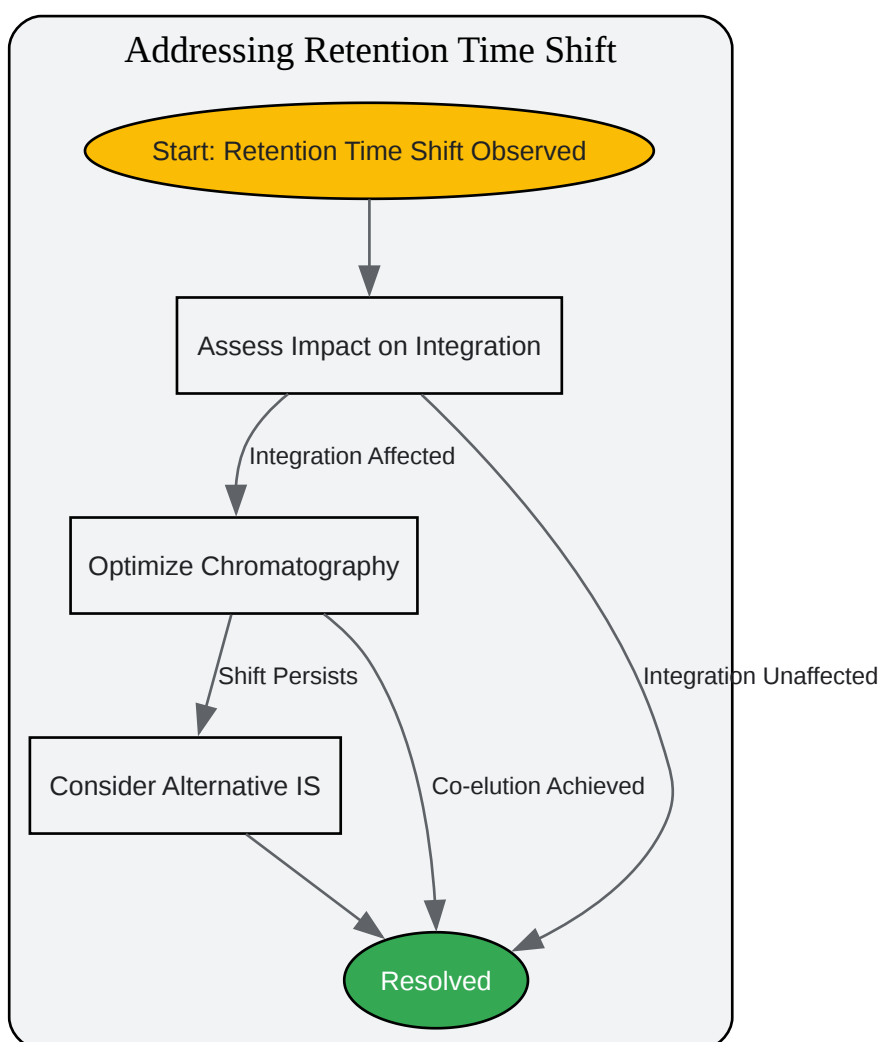 Addressing Retention Time Shift
Start: Retention Time Shift Observed
Assess Impact on Integration
Integration Affected
Optimize Chromatography
Shift Persists
Integration Unaffected
Consider Alternative IS
Co-elution Achieved
Resolved